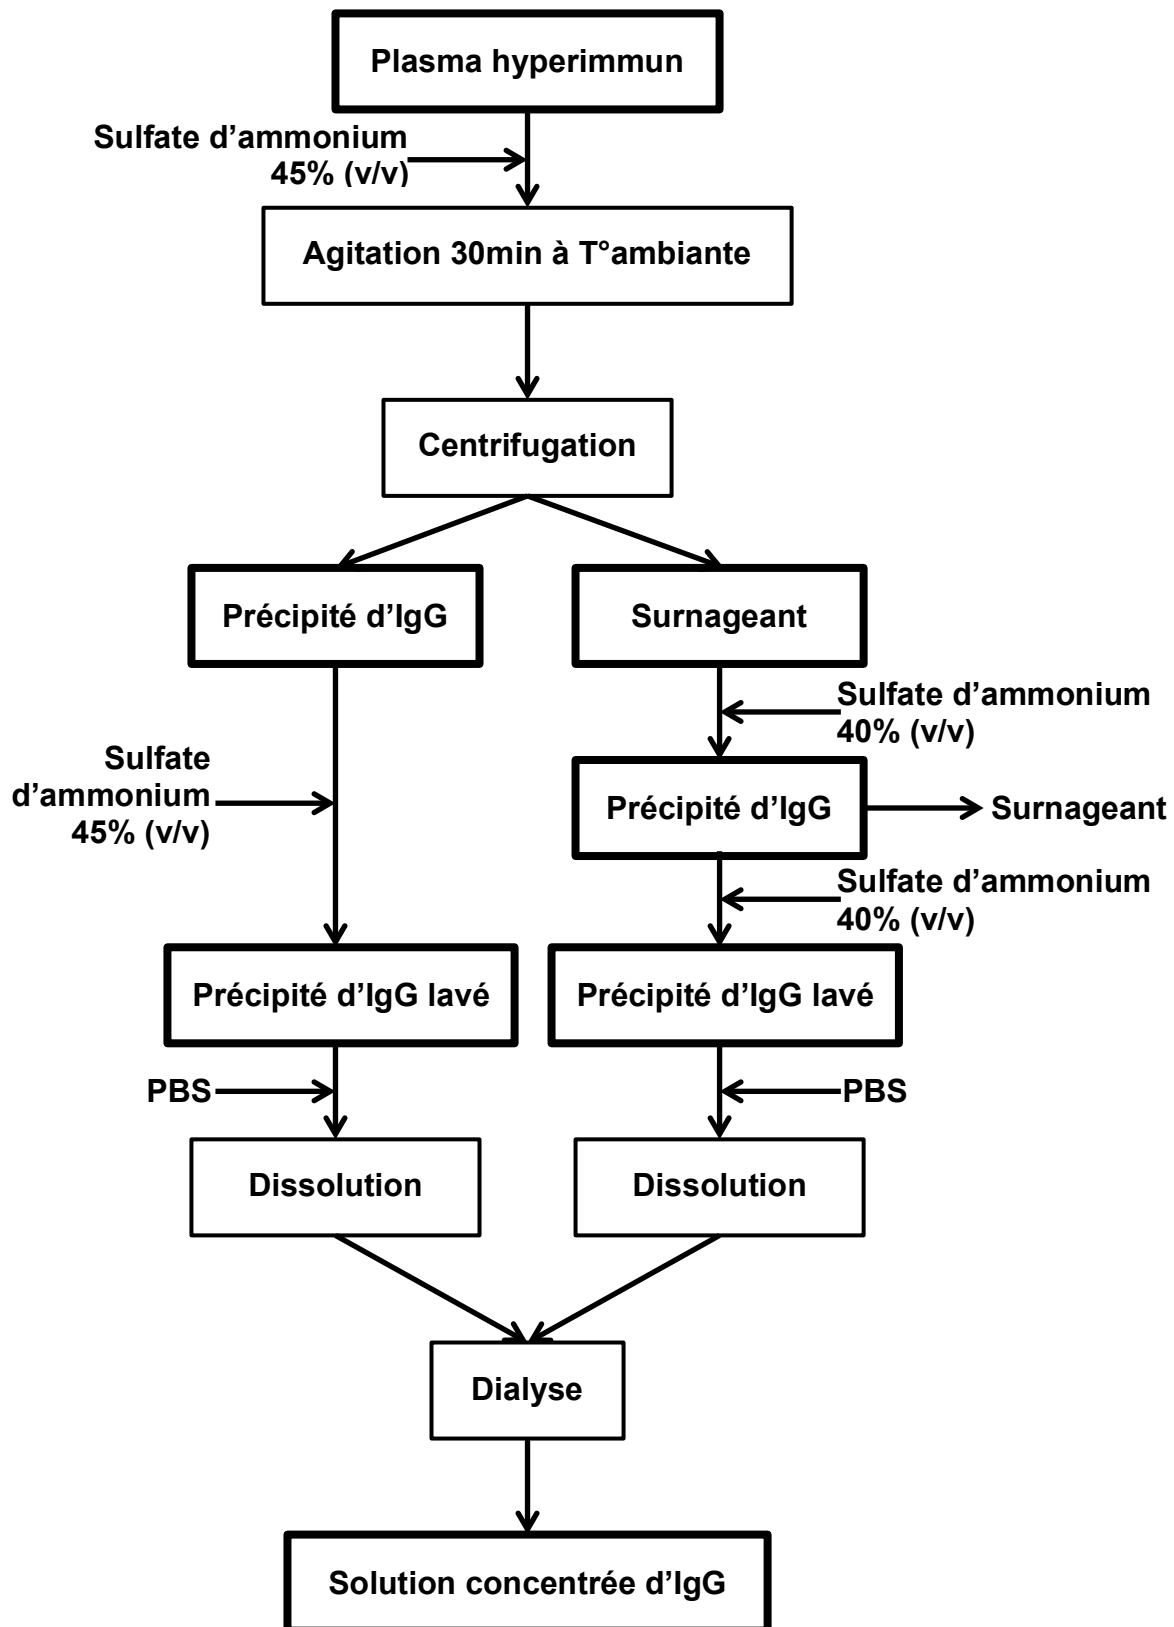 Plasma hyperimmun
Sulfate d’ammonium
45% (v/v)
Agitation 30min à T°ambiante
Centrifugation
Précipité d’IgG
Surnageant
Sulfate d’ammonium
40% (v/v)
Sulfate
d’ammonium
45% (v/v)
Précipité d’IgG
Surnageant
Sulfate d’ammonium
40% (v/v)
Précipité d’IgG lavé
Précipité d’IgG lavé
PBS
PBS
Dissolution
Dissolution
Dialyse
Solution concentrée d’IgG